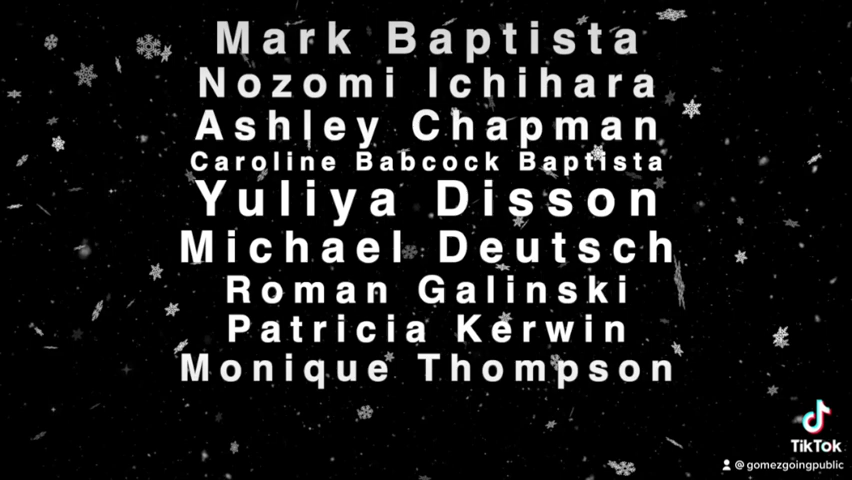 Mark Baptista
Nozomi Ichihara
Ashley Chapman
Caroline Babcock Baptista
Yuliya Disson
Michael Deutsch
Roman Galinski
Patricia Kerwin
Monique Thompson
TikTok
@gomezgoingpublic